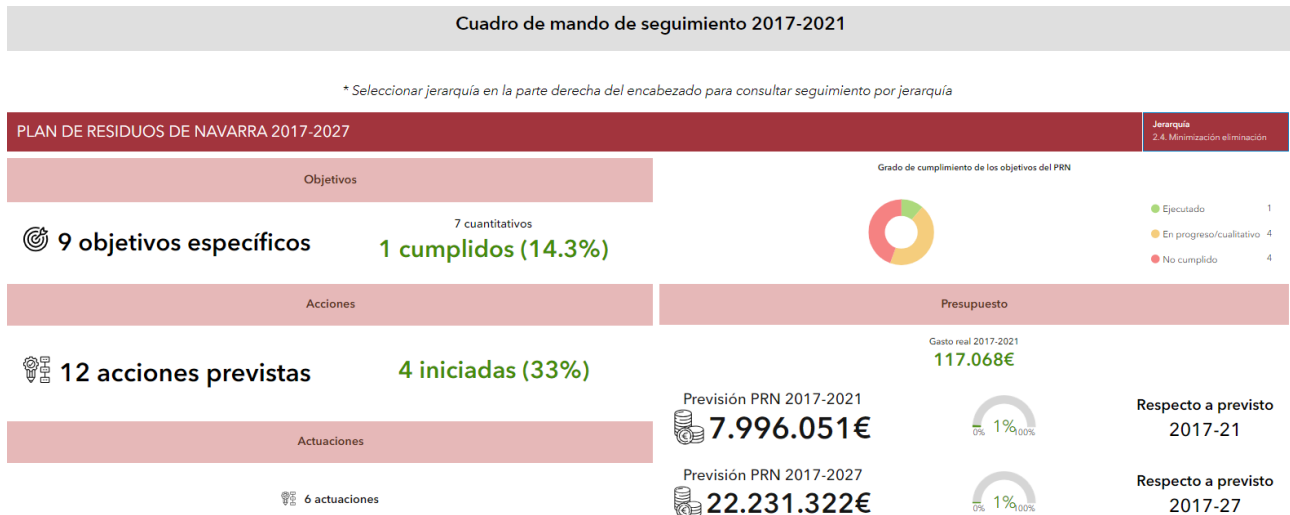 Cuadro de mando de seguimiento 2017-2021
* Seleccionar jerarquía en la parte derecha del encabezado para consultar seguimiento por jerarquía
PLAN DE RESIDUOS DE NAVARRA 2017-2027
Jerarquía
2.4. Minimización eliminación
Objetivos
9 objetivos específicos
7 cuantitativos
1 cumplidos (14.3%)
Grado de cumplimiento de los objetivos del PRN
Ejecutado 1
En progreso/cualitativo 4
No cumplido 4
Acciones
12 acciones previstas
4 iniciadas (33%)
Actuaciones
6 actuaciones
Presupuesto
Gasto real 2017-2021
117.068€
Previsión PRN 2017-2021
7.996.051€
0% 1% 100%
Respecto a previsto
2017-21
Previsión PRN 2017-2027
22.231.322€
0% 1% 100%
Respecto a previsto
2017-27